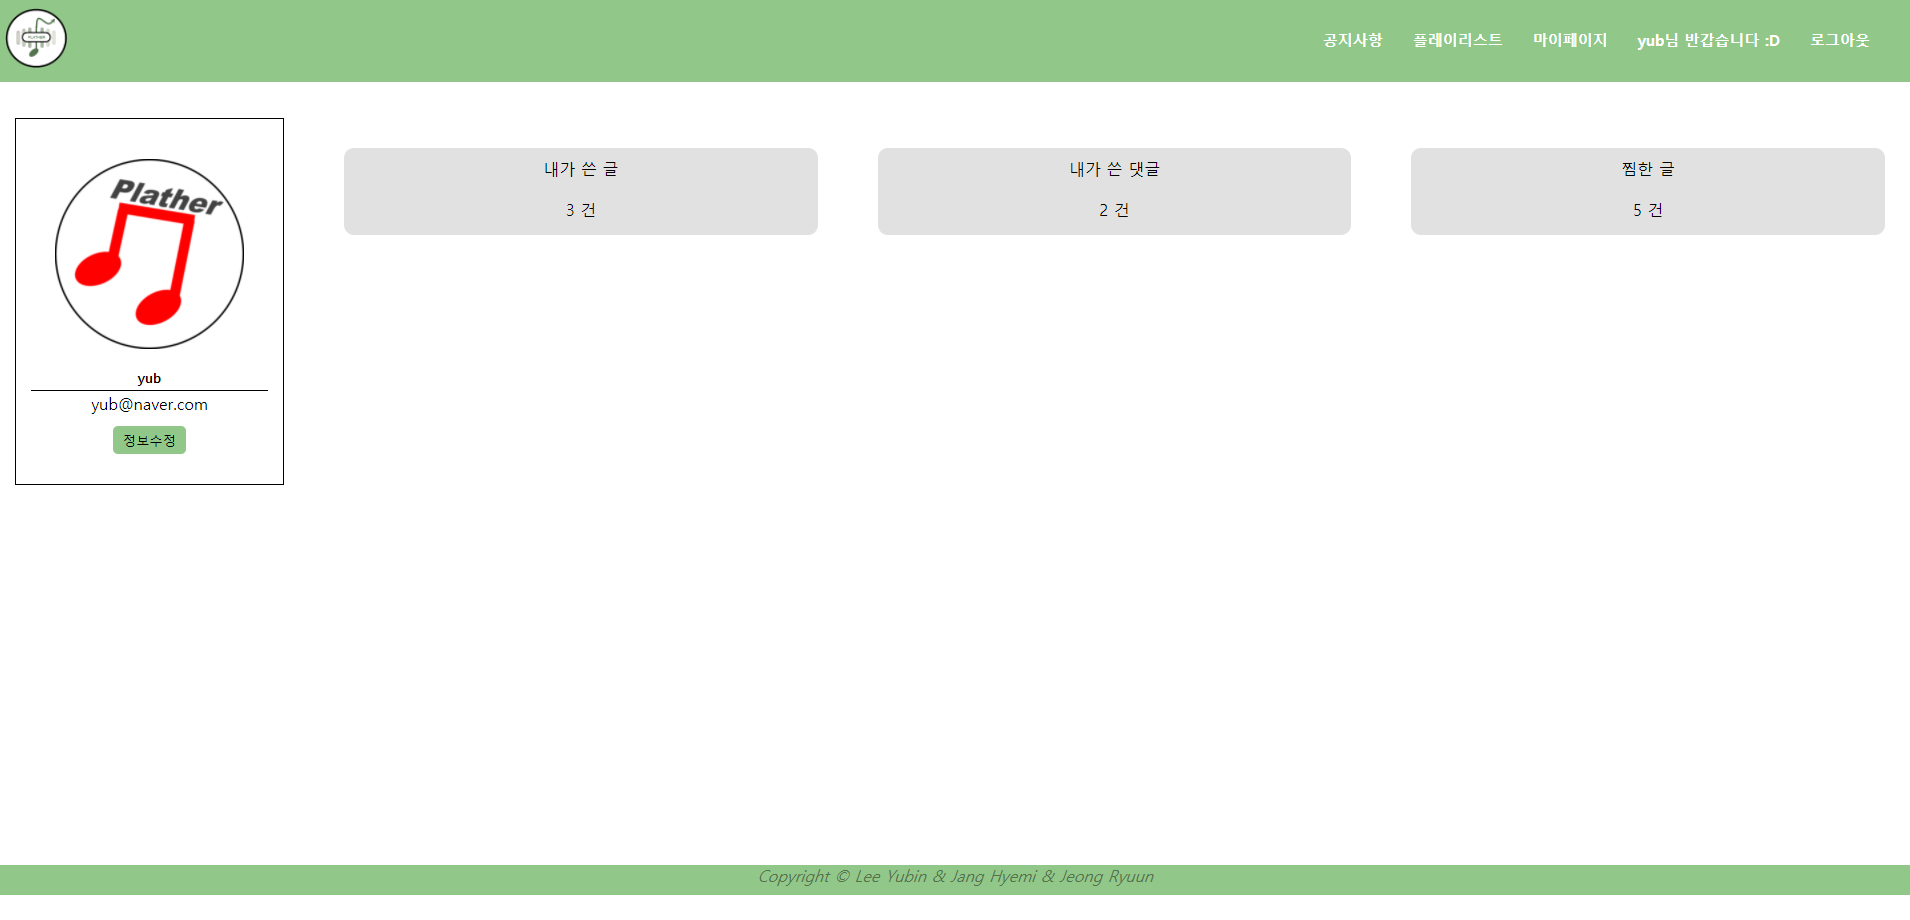 PLATHER
공지사항 플레이리스트 마이페이지 yub님 반갑습니다 :D 로그아웃
Plather
yub
yub@naver.com
정보수정
내가 쓴 글
3 건
내가 쓴 댓글
2 건
찜한 글
5 건
Copyright © Lee Yubin & Jang Hyemi & Jeong Ryuun